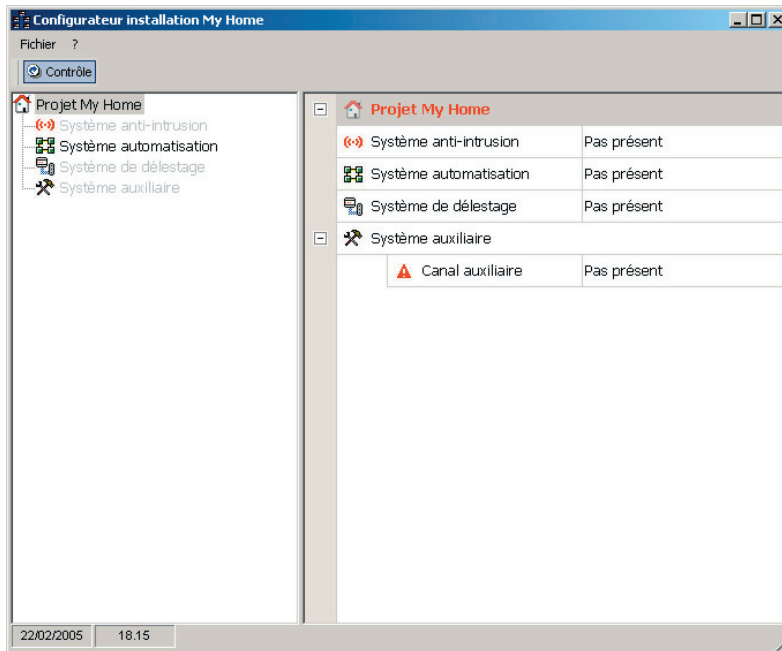 Configurateur installation My Home
Fichier ?
Contrôle
Projet My Home
Système anti-intrusion
Système automatisation
Système de délestage
Système auxiliaire
Projet My Home
Système anti-intrusion Pas présent
Système automatisation Pas présent
Système de délestage Pas présent
Système auxiliaire
Canal auxiliaire Pas présent
22/02/2005 18.15